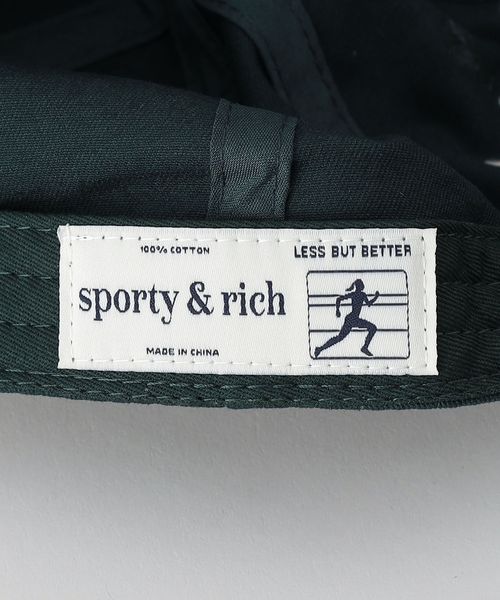 100% COTTON
LESS BUT BETTER
sporty & rich
MADE IN CHINA